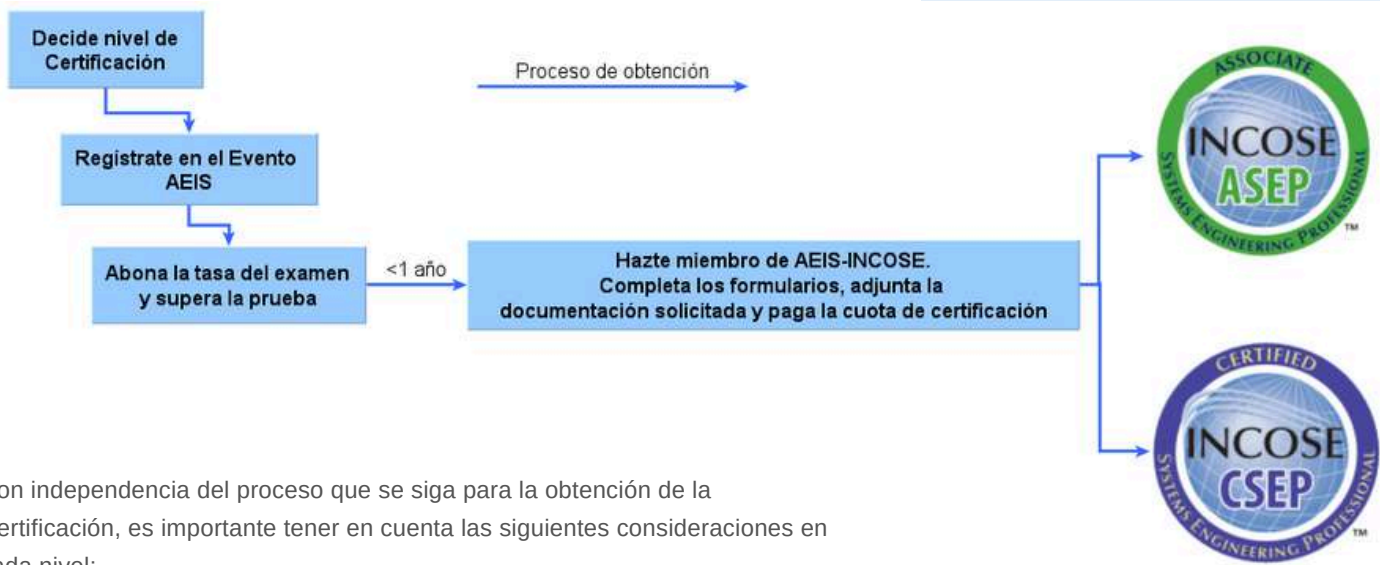 Decide nivel de
Certificación
Proceso de obtención
Regístrate en el Evento
AEIS
Abona la tasa del examen
y supera la prueba
<1 año
Hazte miembro de AEIS-INCOSE.
Completa los formularios, adjunta la
documentación solicitada y paga la cuota de certificación
ASSOCIATE
INCOSE
ASEP
SYSTEMS ENGINEERING PROFESSIONAL
TM
CERTIFIED
INCOSE
CSEP
SYSTEMS ENGINEERING PROFESSIONAL
TM
on independencia del proceso que se siga para la obtención de la
ertificación, es importante tener en cuenta las siguientes consideraciones en